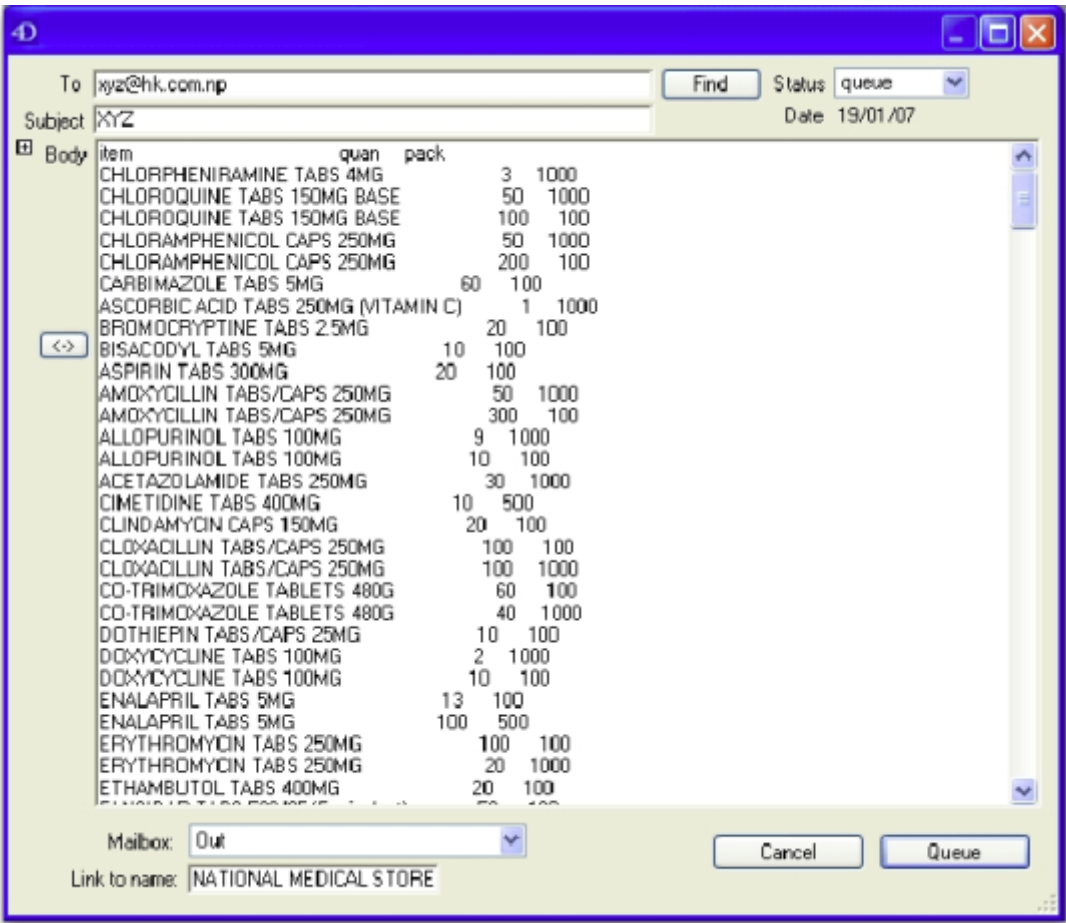 4D
To xyz@hk.com.np Find Status queue
Subject XYZ Date 19/01/07
Body item quan pack
CHLORPHENIRAMINE TABS 4MG 3 1000
CHLOROQUINE TABS 150MG BASE 50 1000
CHLOROQUINE TABS 150MG BASE 100 100
CHLORAMPHENICOL CAPS 250MG 50 1000
CHLORAMPHENICOL CAPS 250MG 200 100
CARBIMAZOLE TABS 5MG 60 100
ASCORBIC ACID TABS 250MG (VITAMIN C) 1 1000
BROMOCRYPTINE TABS 2.5MG 20 100
<-> BISACODYL TABS 5MG 10 100
ASPIRIN TABS 300MG 20 100
AMOXYCILLIN TABS/CAPS 250MG 50 1000
AMOXYCILLIN TABS/CAPS 250MG 300 100
ALLOPURINOL TABS 100MG 9 1000
ALLOPURINOL TABS 100MG 10 100
ACETAZOLAMIDE TABS 250MG 30 1000
CIMETIDINE TABS 400MG 10 500
CLINDAMYCIN CAPS 150MG 20 100
CLOXACILLIN TABS/CAPS 250MG 100 100
CLOXACILLIN TABS/CAPS 250MG 100 1000
CO-TRIMOXAZOLE TABLETS 480G 60 100
CO-TRIMOXAZOLE TABLETS 480G 40 1000
DOTHIEPIN TABS/CAPS 25MG 10 100
DOXYCYCLINE TABS 100MG 2 1000
DOXYCYCLINE TABS 100MG 10 100
ENALAPRIL TABS 5MG 13 100
ENALAPRIL TABS 5MG 100 500
ERYTHROMYCIN TABS 250MG 100 100
ERYTHROMYCIN TABS 250MG 20 1000
ETHAMBUTOL TABS 400MG 20 100
Mailbox: Out Cancel Queue
Link to name: NATIONAL MEDICAL STORE